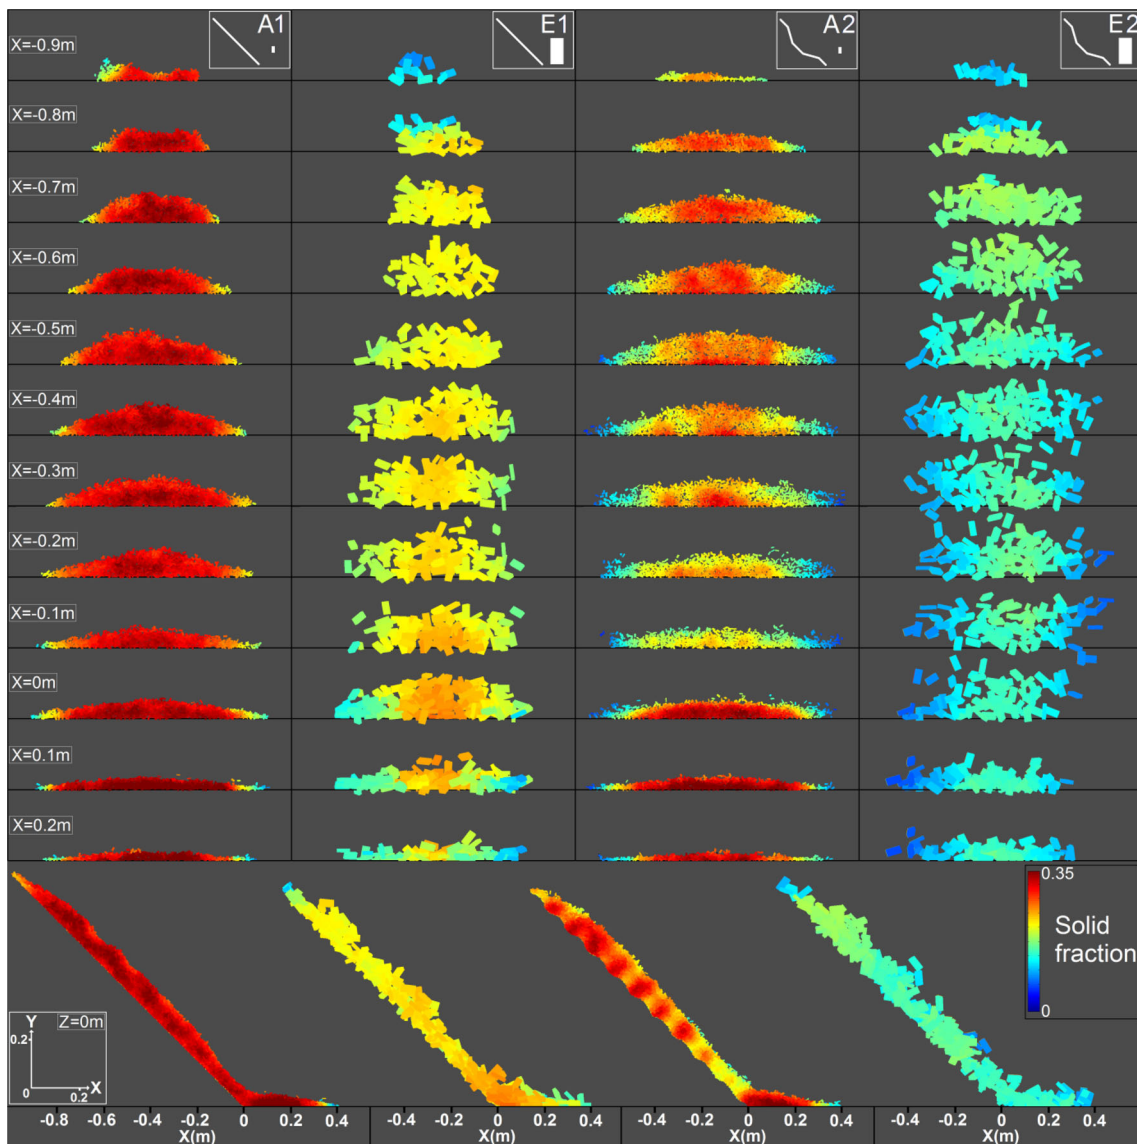 A1
E1
A2
E2
X=-0.9m
X=-0.8m
X=-0.7m
X=-0.6m
X=-0.5m
X=-0.4m
X=-0.3m
X=-0.2m
X=-0.1m
X=0m
X=0.1m
X=0.2m
0.35
Solid
fraction
0
Y
Z=0m
0.2
X
0
0.2
-0.8 -0.6 -0.4 -0.2 0 0.2 -0.4 -0.2 0 0.2 0.4 -0.4 -0.2 0 0.2 0.4 -0.4 -0.2 0 0.2 0.4
X(m) X(m) X(m) X(m)